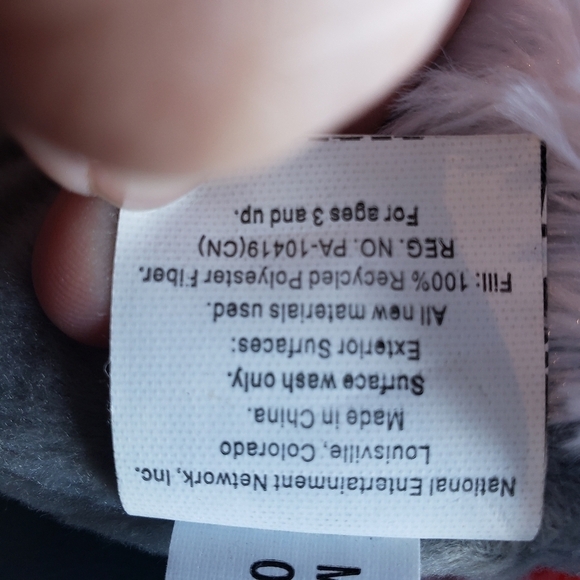 National Entertainment Network, Inc.
Louisville, Colorado
Made in China.
Surface wash only.
Exterior Surfaces:
All new materials used.
Fill: 100% Recycled Polyester Fiber.
REG. NO. PA-10419(CN)
For ages 3 and up.